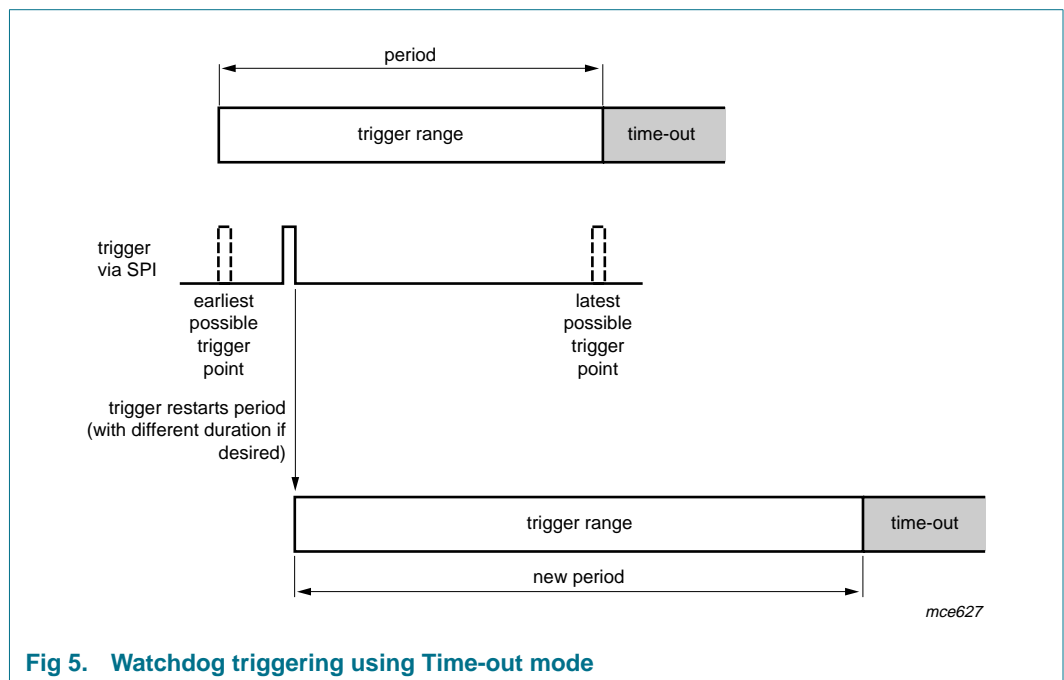 period
trigger range
time-out
trigger
via SPI
earliest
possible
trigger
point
latest
possible
trigger
point
trigger restarts period
(with different duration if
desired)
trigger range
time-out
new period
mce627
Fig 5. Watchdog triggering using Time-out mode